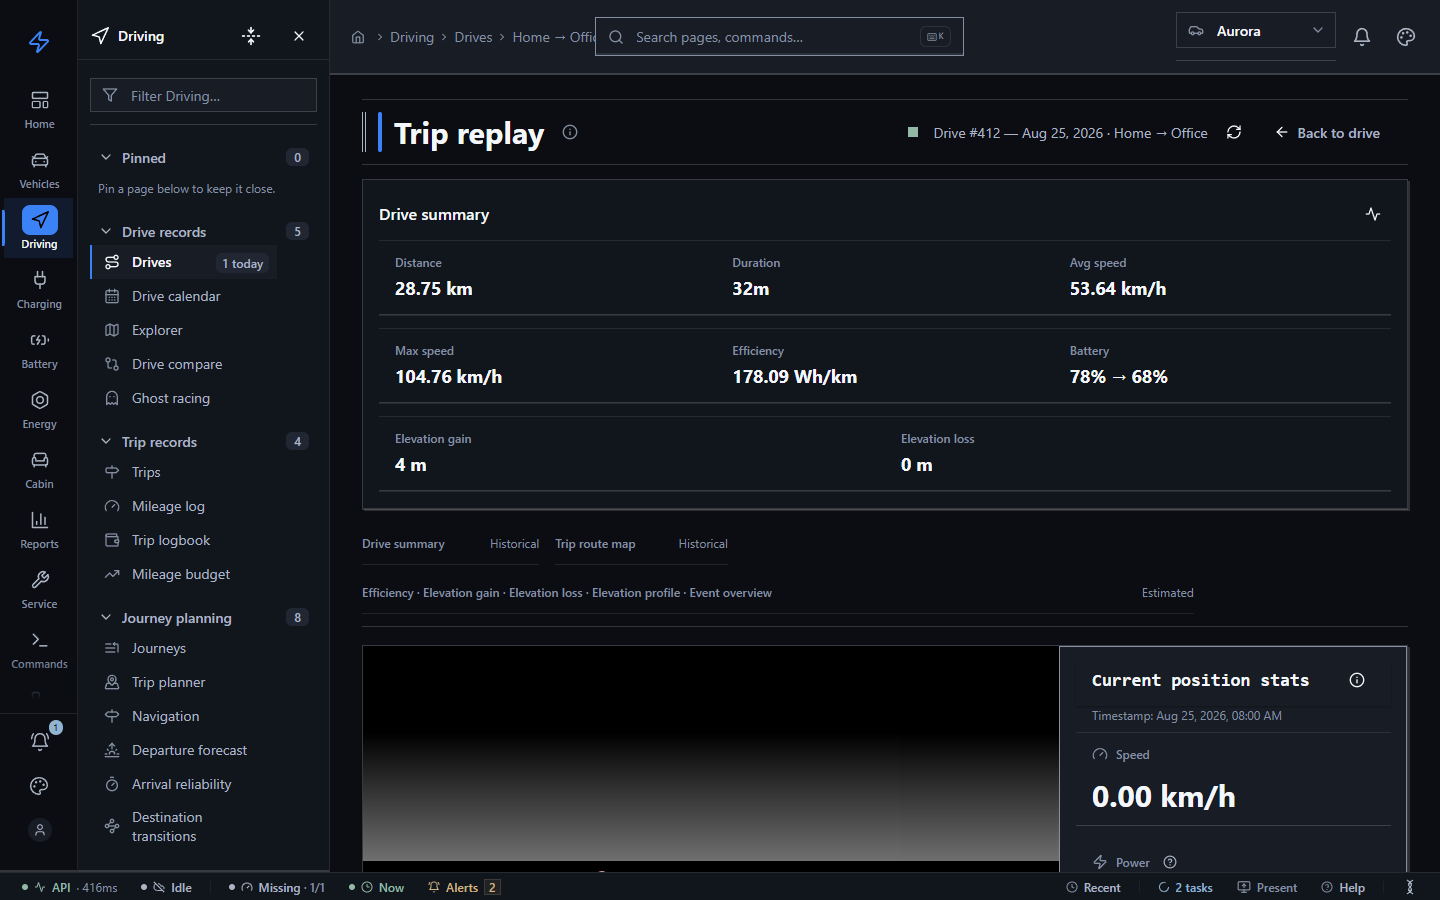 Home
Vehicles
Driving
Charging
Battery
Energy
Cabin
Reports
Service
Commands
1
Driving
Filter Driving...
Pinned 0
Pin a page below to keep it close.
Drive records 5
Drives 1 today
Drive calendar
Explorer
Drive compare
Ghost racing
Trip records 4
Trips
Mileage log
Trip logbook
Mileage budget
Journey planning 8
Journeys
Trip planner
Navigation
Departure forecast
Arrival reliability
Destination
transitions
Driving Drives Home → Offic
Search pages, commands... K
Aurora
Trip replay
Drive #412 — Aug 25, 2026 · Home → Office
Back to drive
Drive summary
Distance Duration Avg speed
28.75 km 32m 53.64 km/h
Max speed Efficiency Battery
104.76 km/h 178.09 Wh/km 78% → 68%
Elevation gain Elevation loss
4 m 0 m
Drive summary Historical Trip route map Historical
Efficiency · Elevation gain · Elevation loss · Elevation profile · Event overview Estimated
Current position stats
Timestamp: Aug 25, 2026, 08:00 AM
Speed
0.00 km/h
Power
API · 416ms Idle Missing · 1/1 Now Alerts 2 Recent 2 tasks Present Help